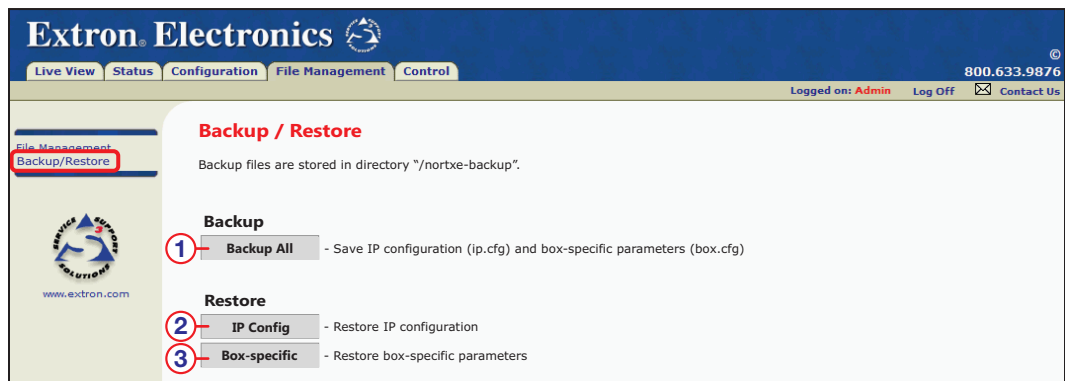 Extron® Electronics
Live View Status Configuration File Management Control
©
800.633.9876
Logged on: Admin Log Off Contact Us
File Management
Backup/Restore
SERVICE SUPPORT SOLUTIONS
3
www.extron.com
Backup / Restore
Backup files are stored in directory “/nortxe-backup”.
Backup
1 Backup All - Save IP configuration (ip.cfg) and box-specific parameters (box.cfg)
Restore
2 IP Config - Restore IP configuration
3 Box-specific - Restore box-specific parameters